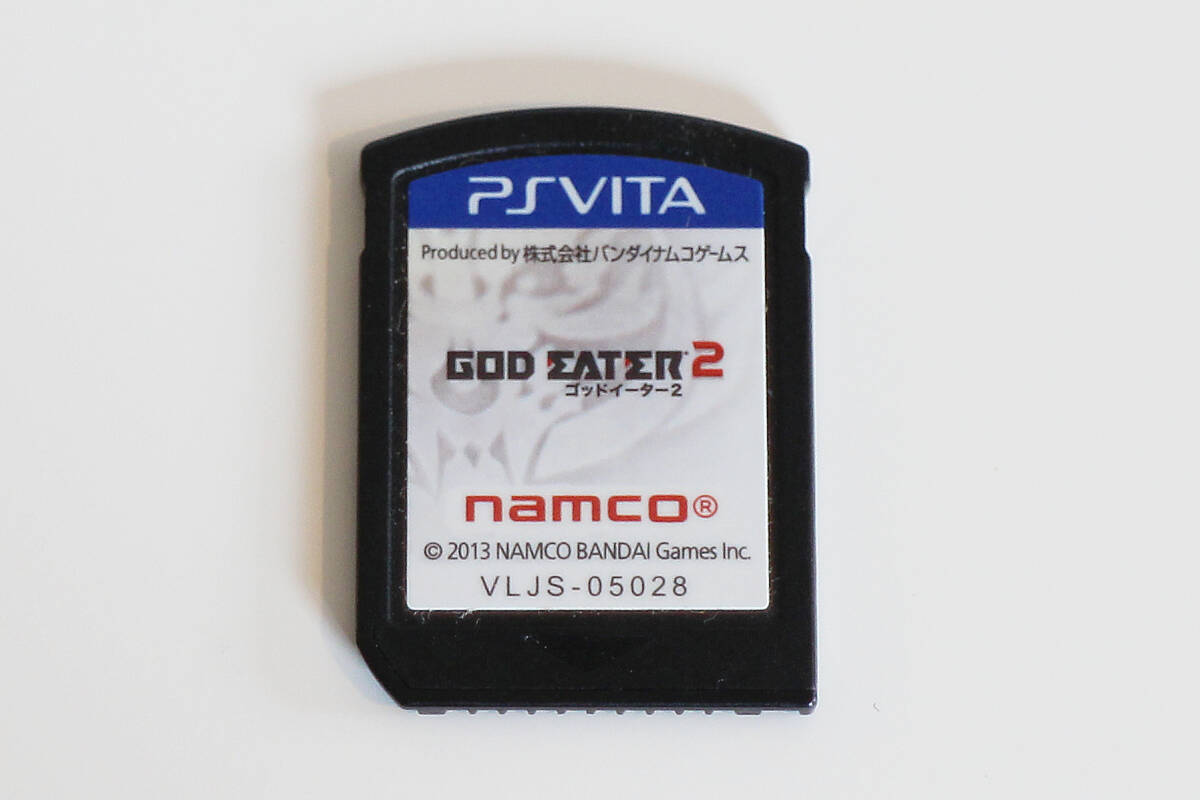 PSVITA
Produced by 株式会社バンダイナムコゲームス
GOD EATER 2
ゴッドイーター2
namco®
© 2013 NAMCO BANDAI Games Inc.
VLJS-05028